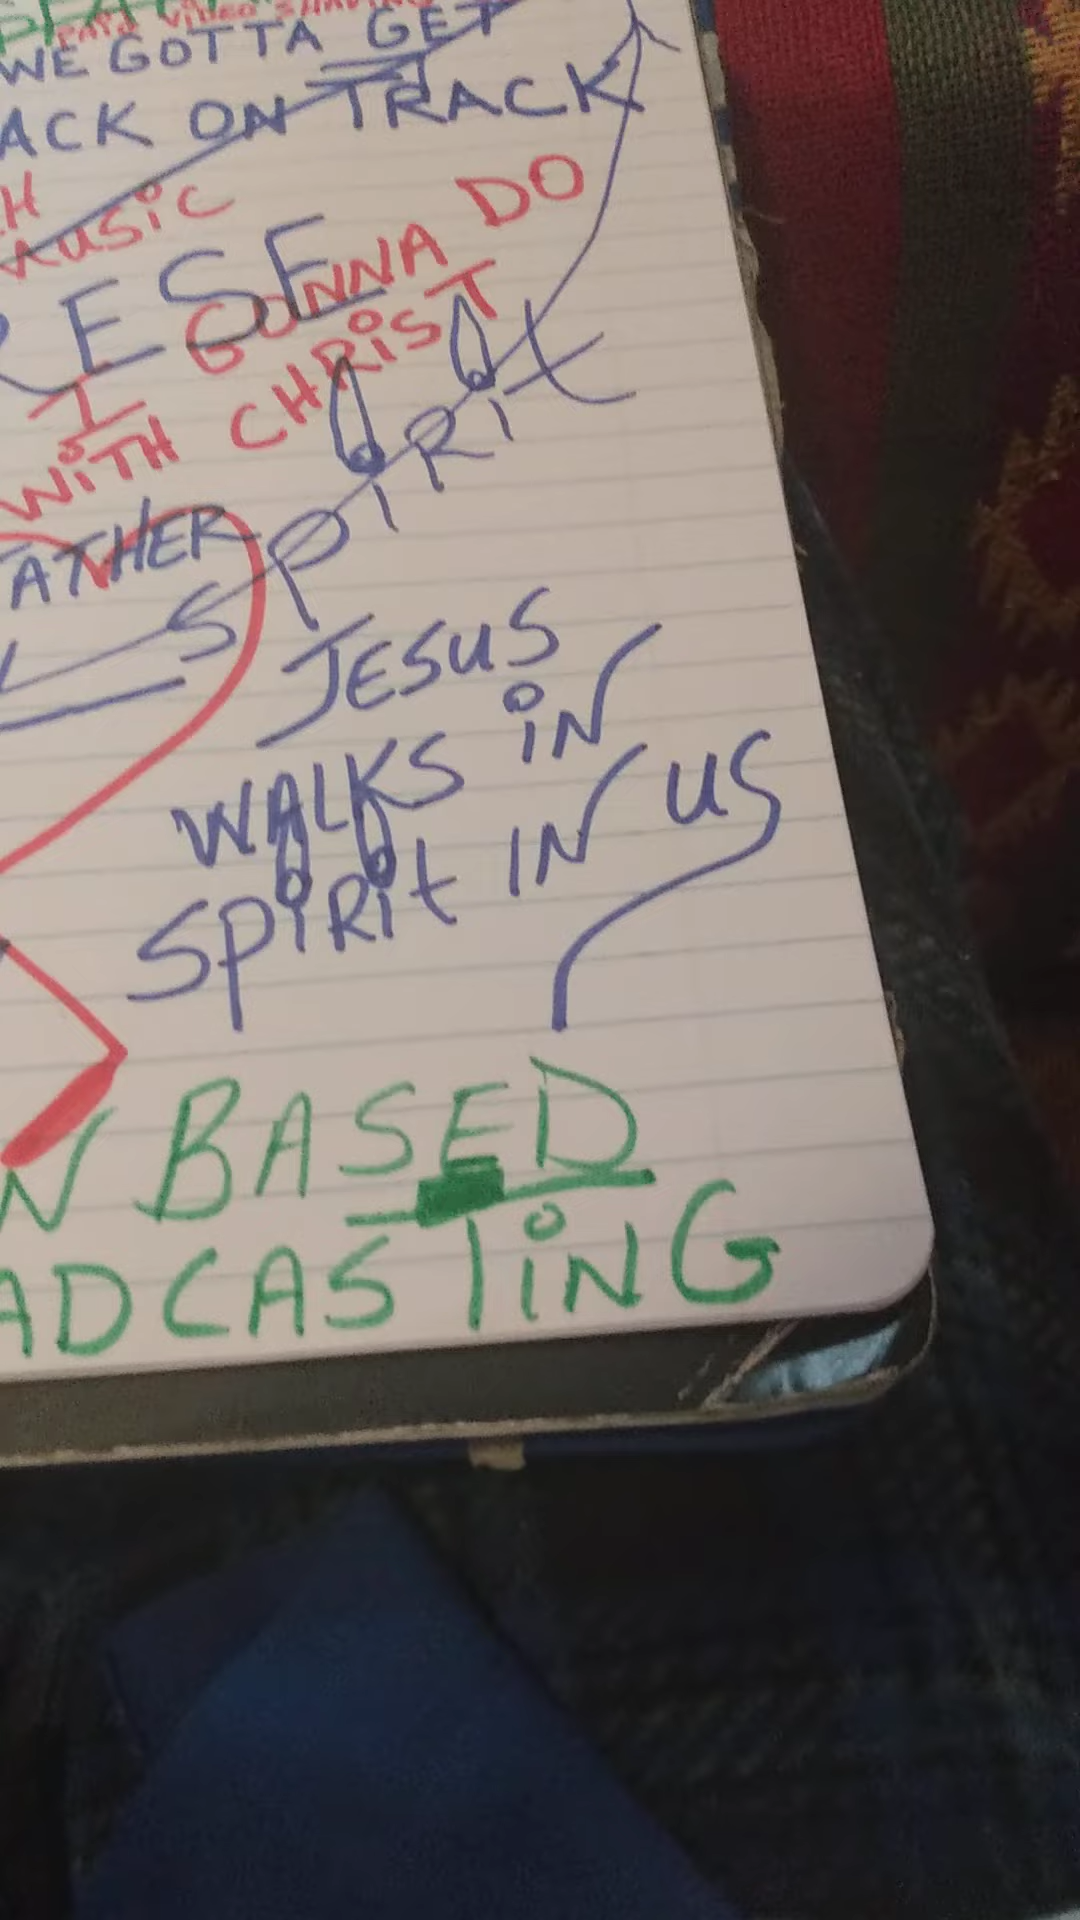 WE GOTTA GET
ACK ON TRACK
H
MUSIC
RESE
GONNA DO
I
WITH CHRIST
ATHER
SPIRIT
JESUS
WALKS IN
SPIRIT IN US
N BASED
ADCASTING